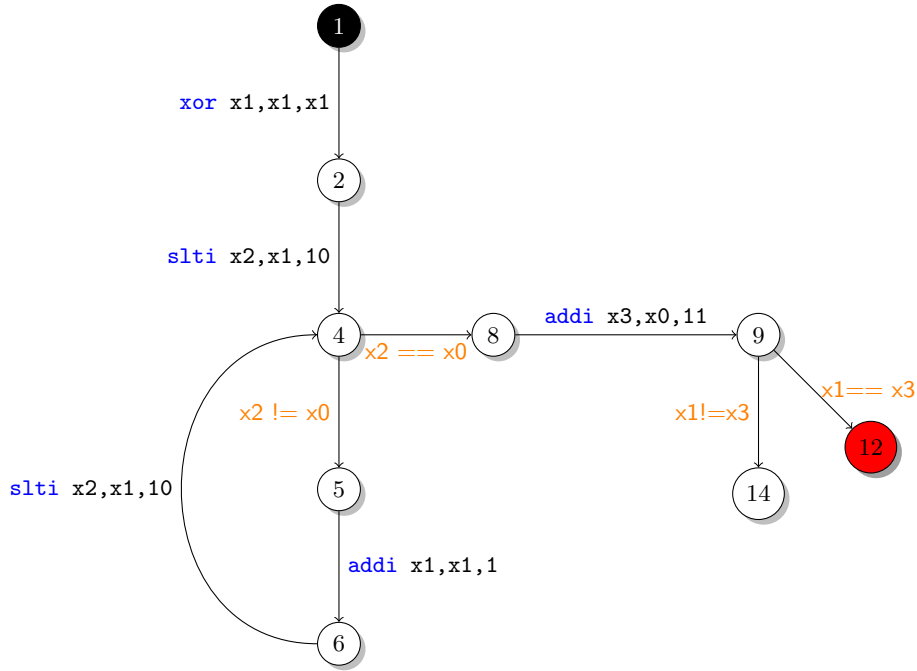 1
xor x1,x1,x1
2
slti x2,x1,10
4
x2 == x0
8
addi x3,x0,11
9
x2 != x0
x1!=x3
x1== x3
12
slti x2,x1,10
5
14
addi x1,x1,1
6